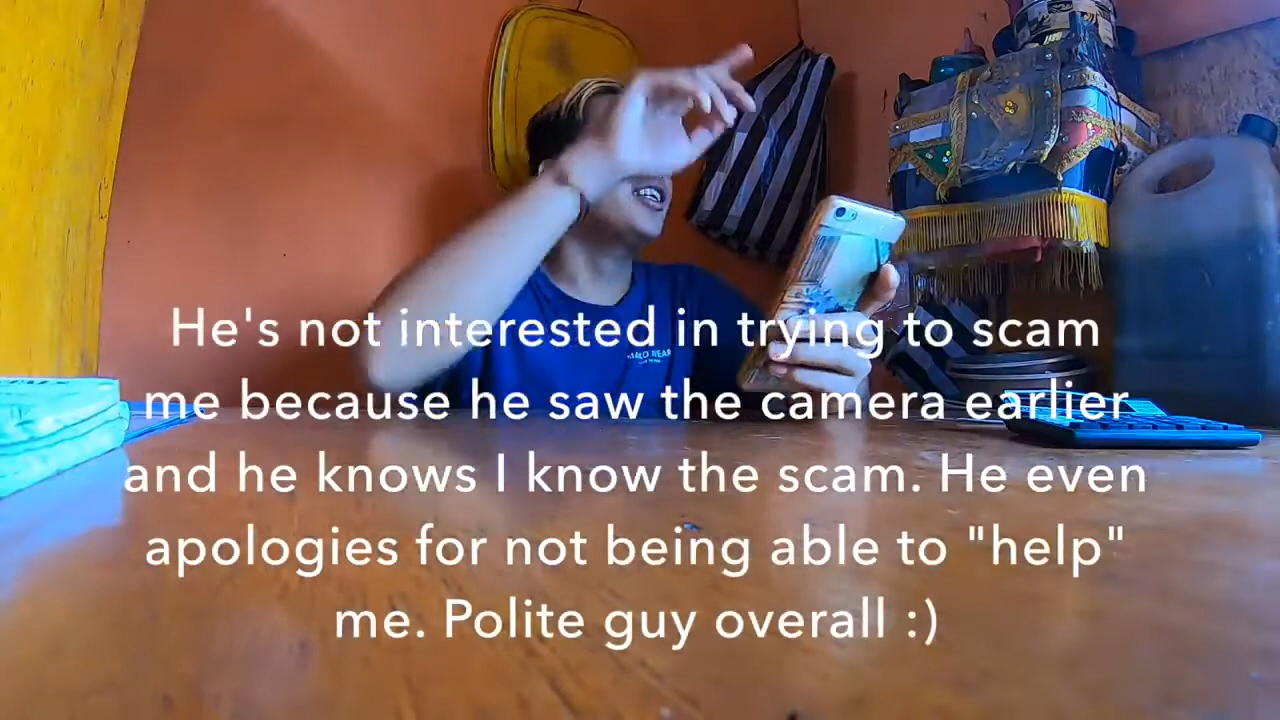 He's not interested in trying to scam
me because he saw the camera earlier
and he knows I know the scam. He even
apologies for not being able to "help"
me. Polite guy overall :)